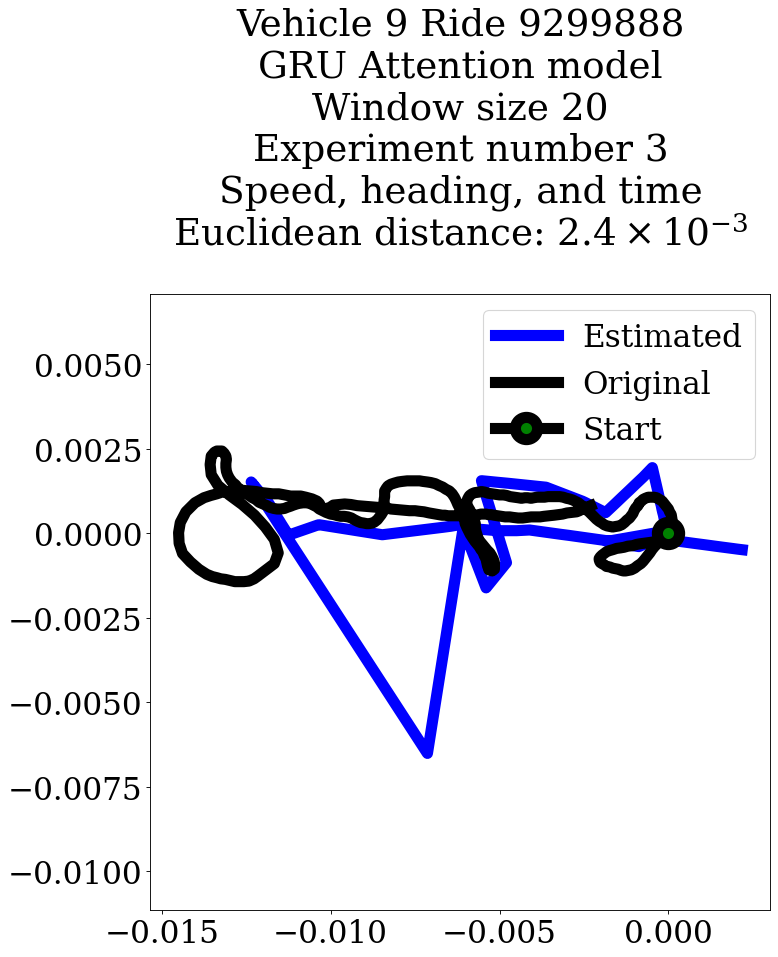 Vehicle 9 Ride 9299888
GRU Attention model
Window size 20
Experiment number 3
Speed, heading, and time
Euclidean distance: 2.4 × 10⁻³
Estimated
Original
Start
0.0050
0.0025
0.0000
−0.0025
−0.0050
−0.0075
−0.0100
−0.015 −0.010 −0.005 0.000